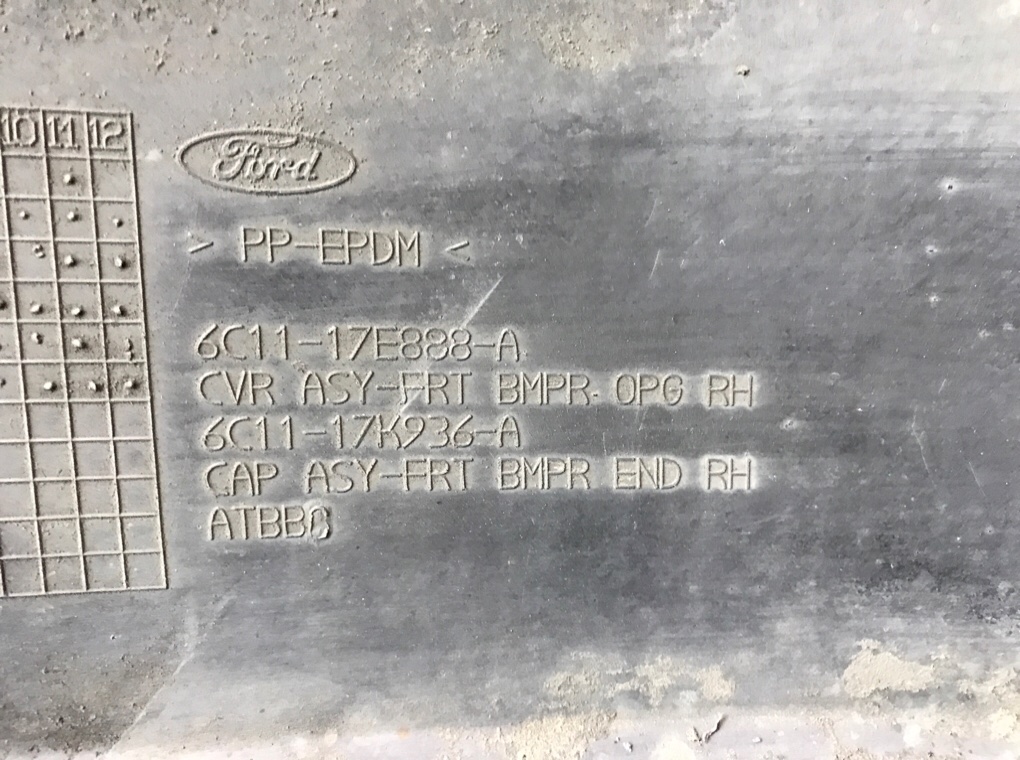 10 11 12
Ford
> PP-EPDM <
6C11-17E888-A
CVR ASY-FRT BMPR OPG RH
6C11-17K936-A
CAP ASY-FRT BMPR END RH
ATBBC